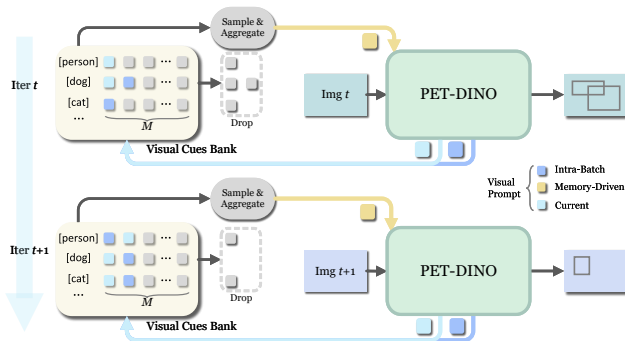 Iter t
[person]
[dog]
[cat]
...
...
...
...
M
Visual Cues Bank
Sample &
Aggregate
Drop
Img t
PET-DINO
Visual
Prompt
Intra-Batch
Memory-Driven
Current
Iter t+1
[person]
[dog]
[cat]
...
...
...
...
M
Visual Cues Bank
Sample &
Aggregate
Drop
Img t+1
PET-DINO